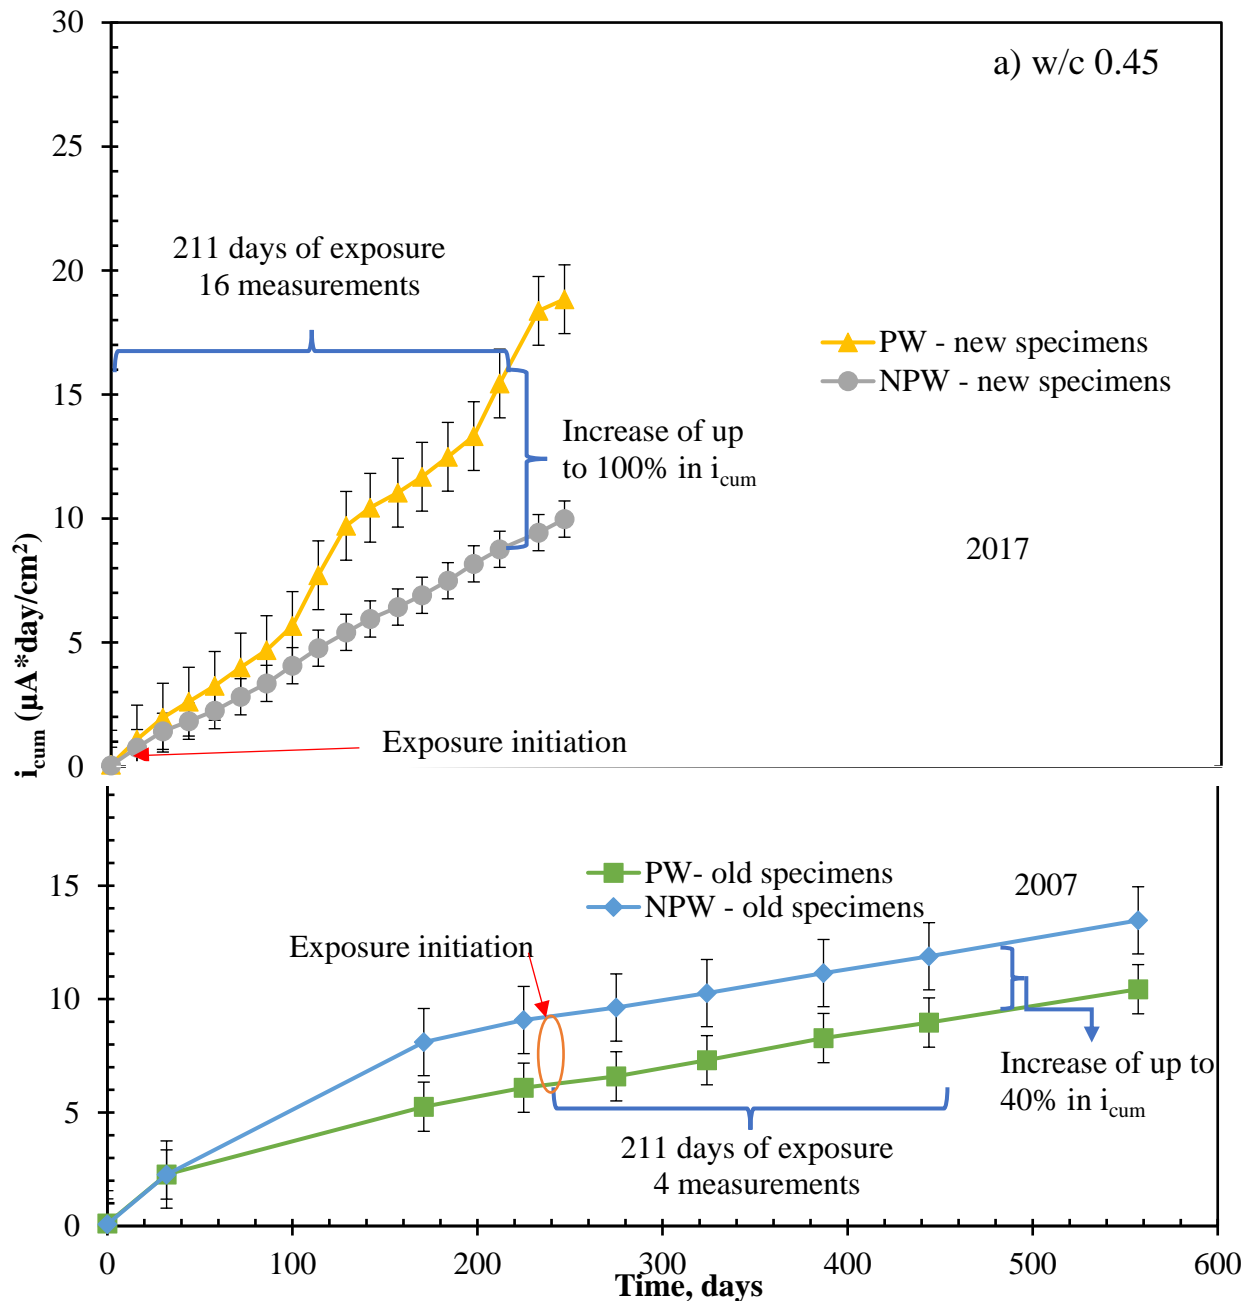 30
a) w/c 0.45
25
211 days of exposure
16 measurements
20
PW - new specimens
NPW - new specimens
15
Increase of up
to 100% in icum
10
2017
5
Exposure initiation
0
icum (µA*day/cm²)
PW- old specimens
NPW - old specimens
2007
15
Exposure initiation
10
Increase of up to
40% in icum
5
211 days of exposure
4 measurements
0
0 100 200 300 400 500 600
Time, days